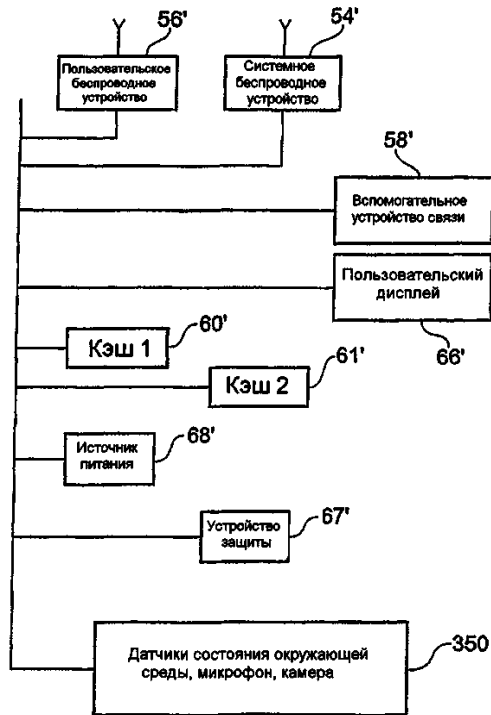 56'
54'
Пользовательское
беспроводное
устройство
Системное
беспроводное
устройство
58'
Вспомогательное
устройство связи
Пользовательский
дисплей
66'
Кэш 1
60'
Кэш 2
61'
Источник
питания
68'
Устройство
защиты
67'
Датчики состояния окружающей
среды, микрофон, камера
350